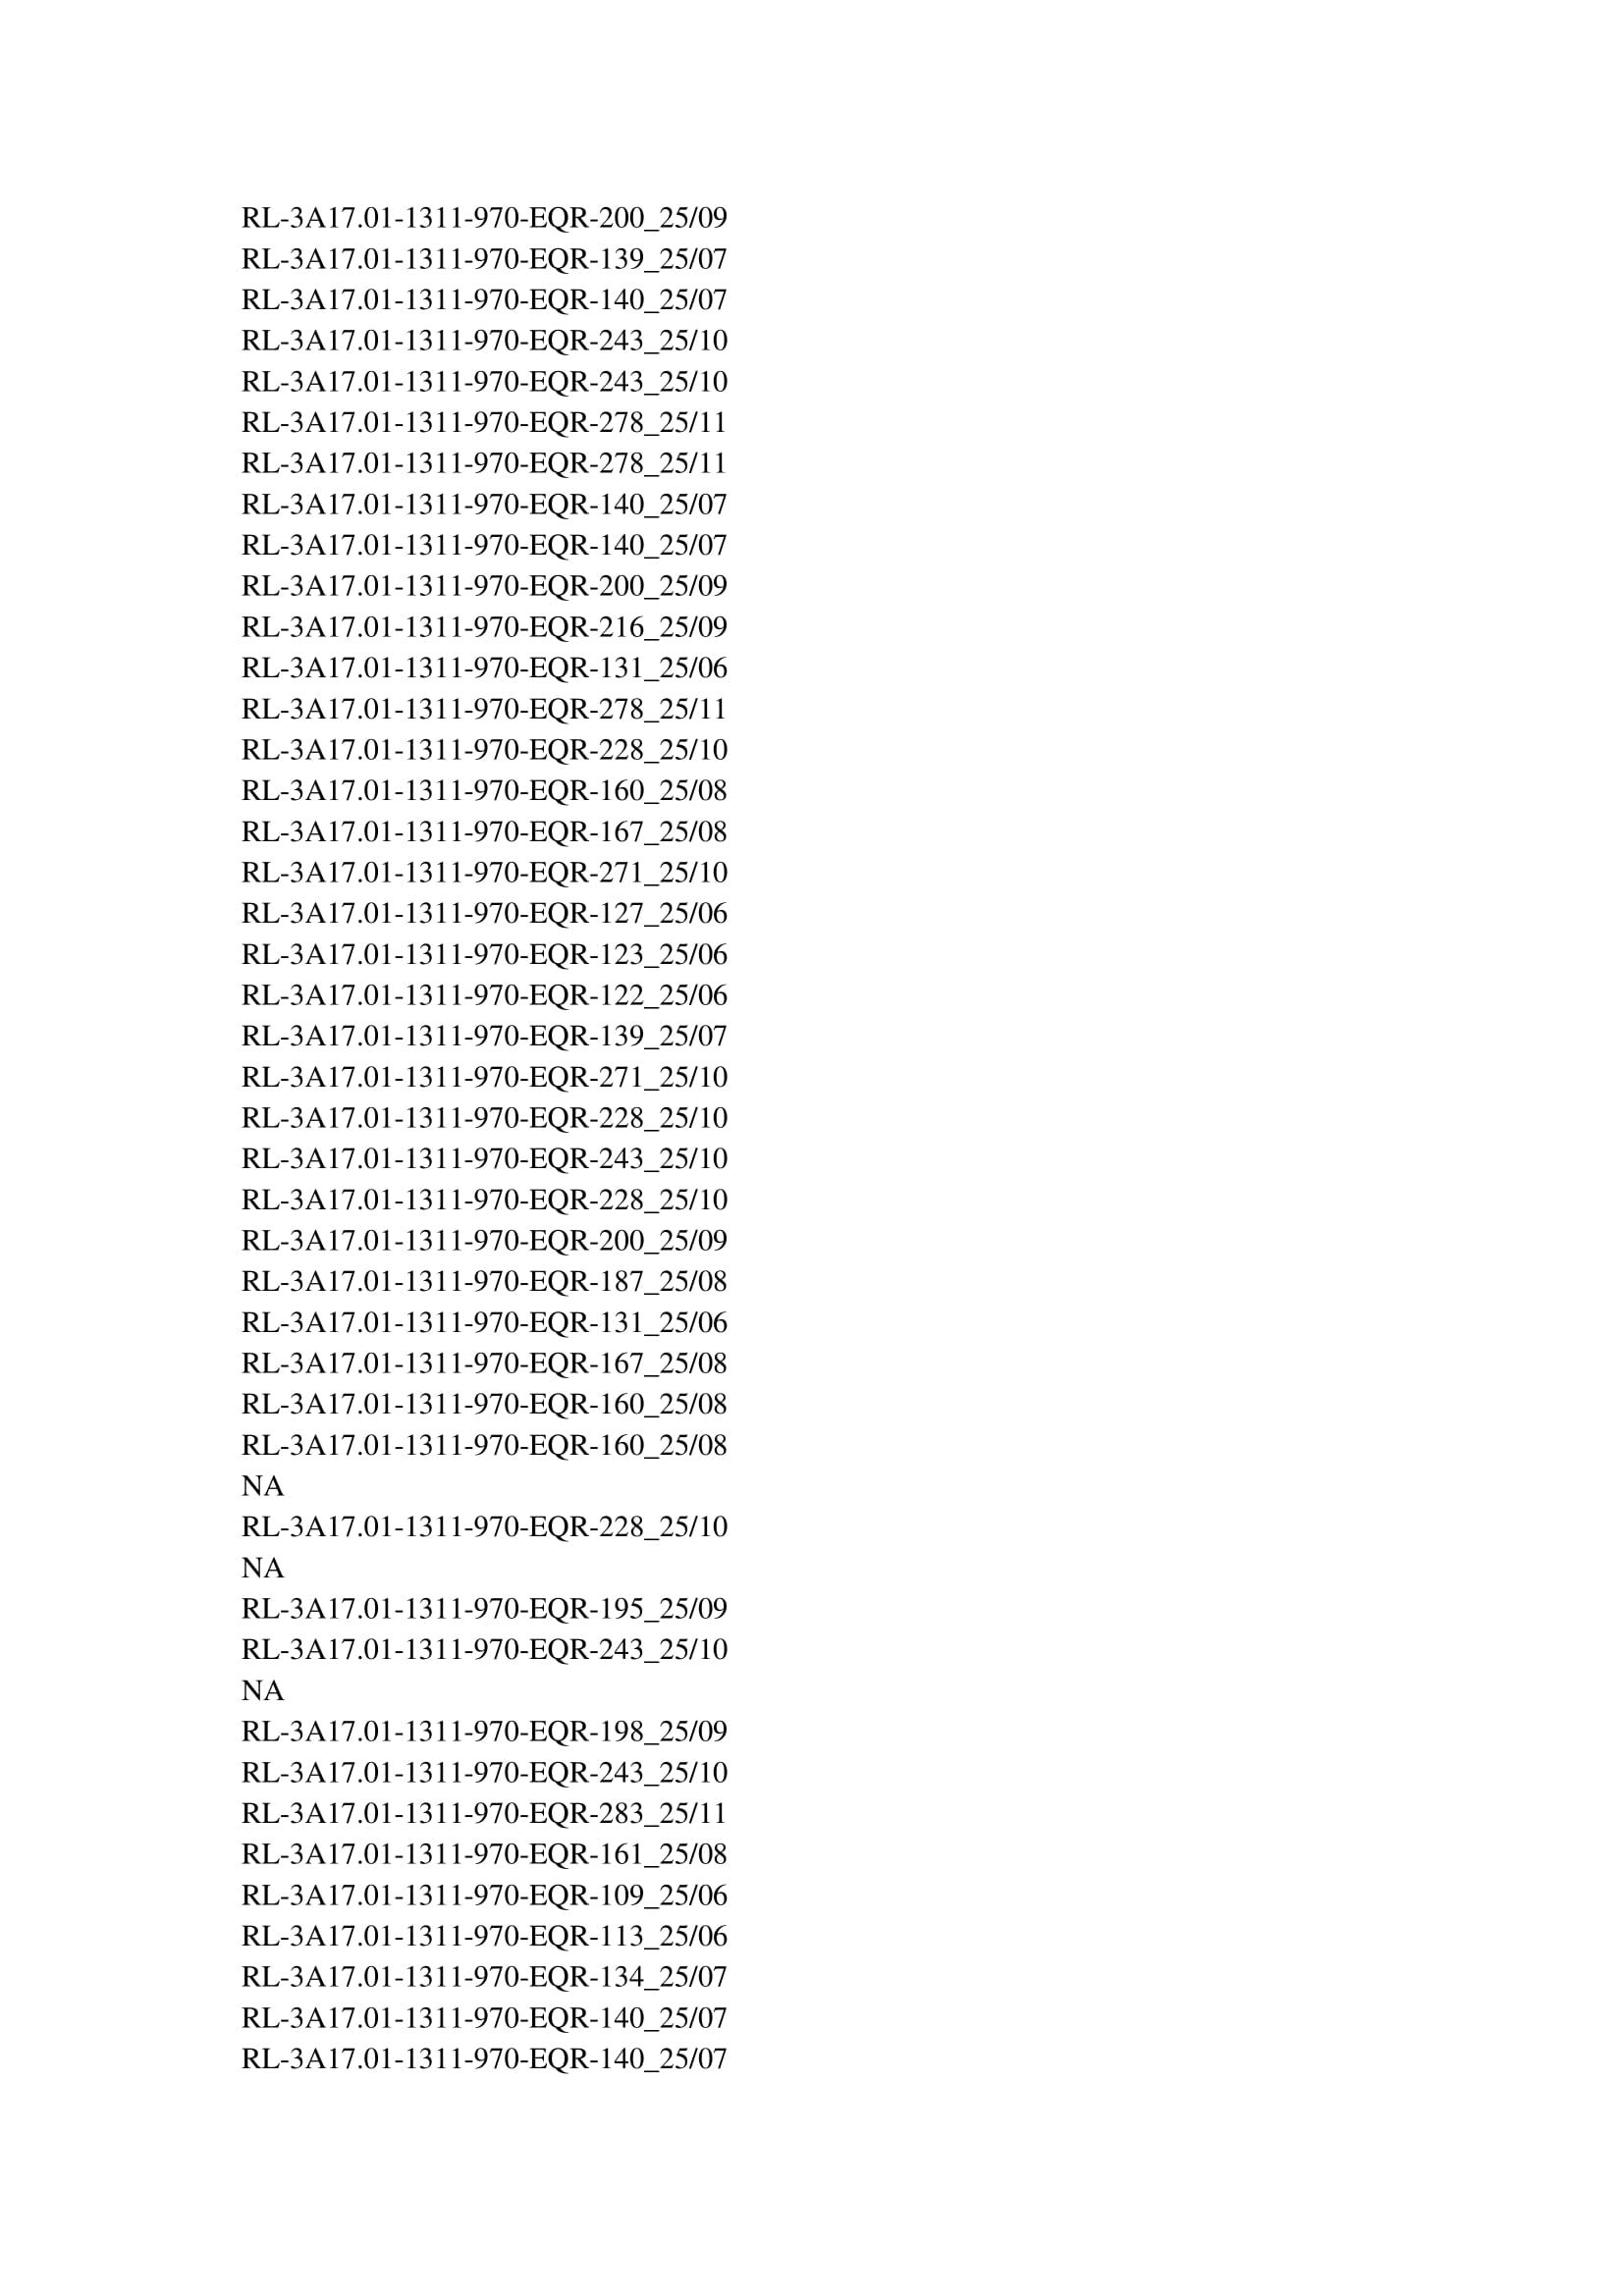 RL-3A17.01-1311-970-EQR-200_25/09
RL-3A17.01-1311-970-EQR-139_25/07
RL-3A17.01-1311-970-EQR-140_25/07
RL-3A17.01-1311-970-EQR-243_25/10
RL-3A17.01-1311-970-EQR-243_25/10
RL-3A17.01-1311-970-EQR-278_25/11
RL-3A17.01-1311-970-EQR-278_25/11
RL-3A17.01-1311-970-EQR-140_25/07
RL-3A17.01-1311-970-EQR-140_25/07
RL-3A17.01-1311-970-EQR-200_25/09
RL-3A17.01-1311-970-EQR-216_25/09
RL-3A17.01-1311-970-EQR-131_25/06
RL-3A17.01-1311-970-EQR-278_25/11
RL-3A17.01-1311-970-EQR-228_25/10
RL-3A17.01-1311-970-EQR-160_25/08
RL-3A17.01-1311-970-EQR-167_25/08
RL-3A17.01-1311-970-EQR-271_25/10
RL-3A17.01-1311-970-EQR-127_25/06
RL-3A17.01-1311-970-EQR-123_25/06
RL-3A17.01-1311-970-EQR-122_25/06
RL-3A17.01-1311-970-EQR-139_25/07
RL-3A17.01-1311-970-EQR-271_25/10
RL-3A17.01-1311-970-EQR-228_25/10
RL-3A17.01-1311-970-EQR-243_25/10
RL-3A17.01-1311-970-EQR-228_25/10
RL-3A17.01-1311-970-EQR-200_25/09
RL-3A17.01-1311-970-EQR-187_25/08
RL-3A17.01-1311-970-EQR-131_25/06
RL-3A17.01-1311-970-EQR-167_25/08
RL-3A17.01-1311-970-EQR-160_25/08
RL-3A17.01-1311-970-EQR-160_25/08
NA
RL-3A17.01-1311-970-EQR-228_25/10
NA
RL-3A17.01-1311-970-EQR-195_25/09
RL-3A17.01-1311-970-EQR-243_25/10
NA
RL-3A17.01-1311-970-EQR-198_25/09
RL-3A17.01-1311-970-EQR-243_25/10
RL-3A17.01-1311-970-EQR-283_25/11
RL-3A17.01-1311-970-EQR-161_25/08
RL-3A17.01-1311-970-EQR-109_25/06
RL-3A17.01-1311-970-EQR-113_25/06
RL-3A17.01-1311-970-EQR-134_25/07
RL-3A17.01-1311-970-EQR-140_25/07
RL-3A17.01-1311-970-EQR-140_25/07